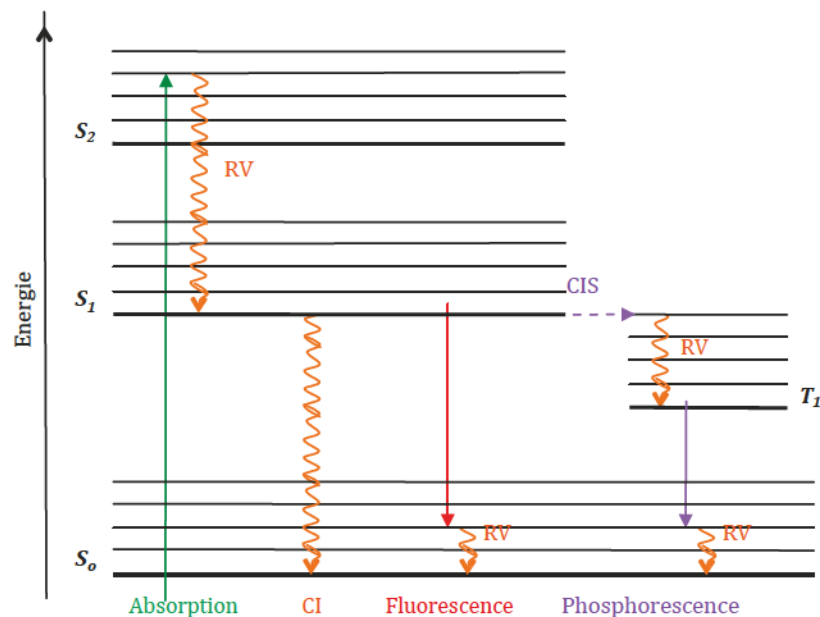 S₂
RV
Energie
S₁
CIS
RV
T₁
RV
RV
Sₒ
Absorption CI Fluorescence Phosphorescence